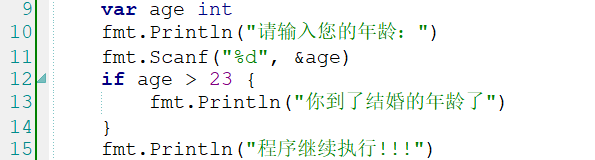 9 var age int
10 fmt.Println("请输入您的年龄：")
11 fmt.Scanf("%d", &age)
12 if age > 23 {
13 fmt.Println("你到了结婚的年龄了")
14 }
15 fmt.Println("程序继续执行!!!")